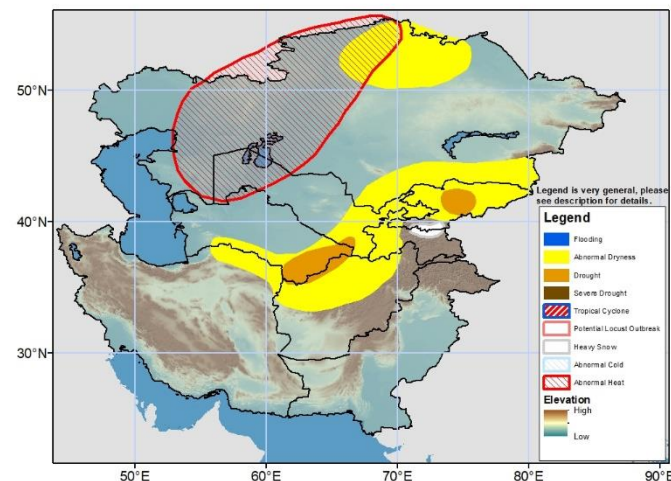 50°N
40°N
30°N
50°E
60°E
70°E
80°E
90°E
Legend is very general, please
see description for details.
Legend
Flooding
Abnormal Dryness
Drought
Severe Drought
Tropical Cyclone
Potential Locust Outbreak
Heavy Snow
Abnormal Cold
Abnormal Heat
Elevation
High
Low